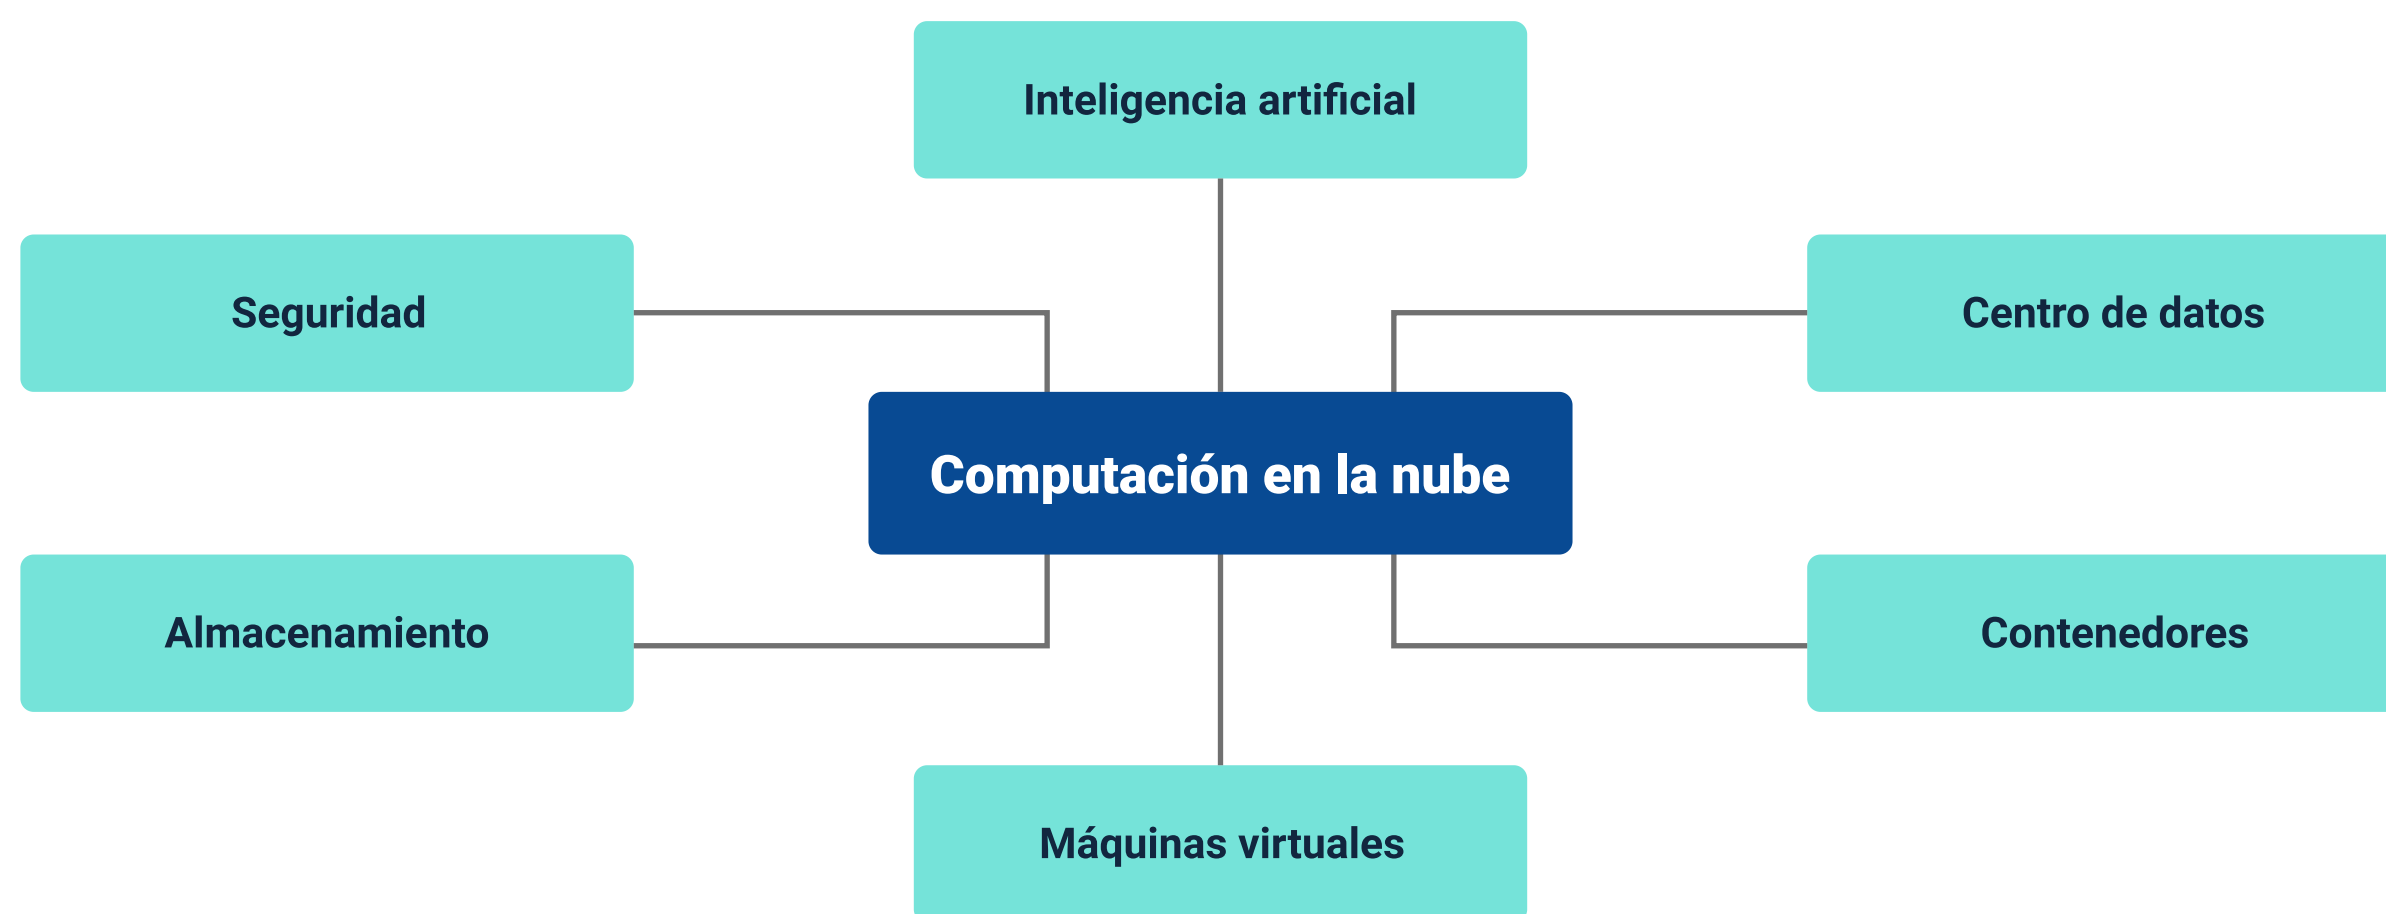 Inteligencia artificial
Seguridad
Centro de datos
Computación en la nube
Almacenamiento
Contenedores
Máquinas virtuales